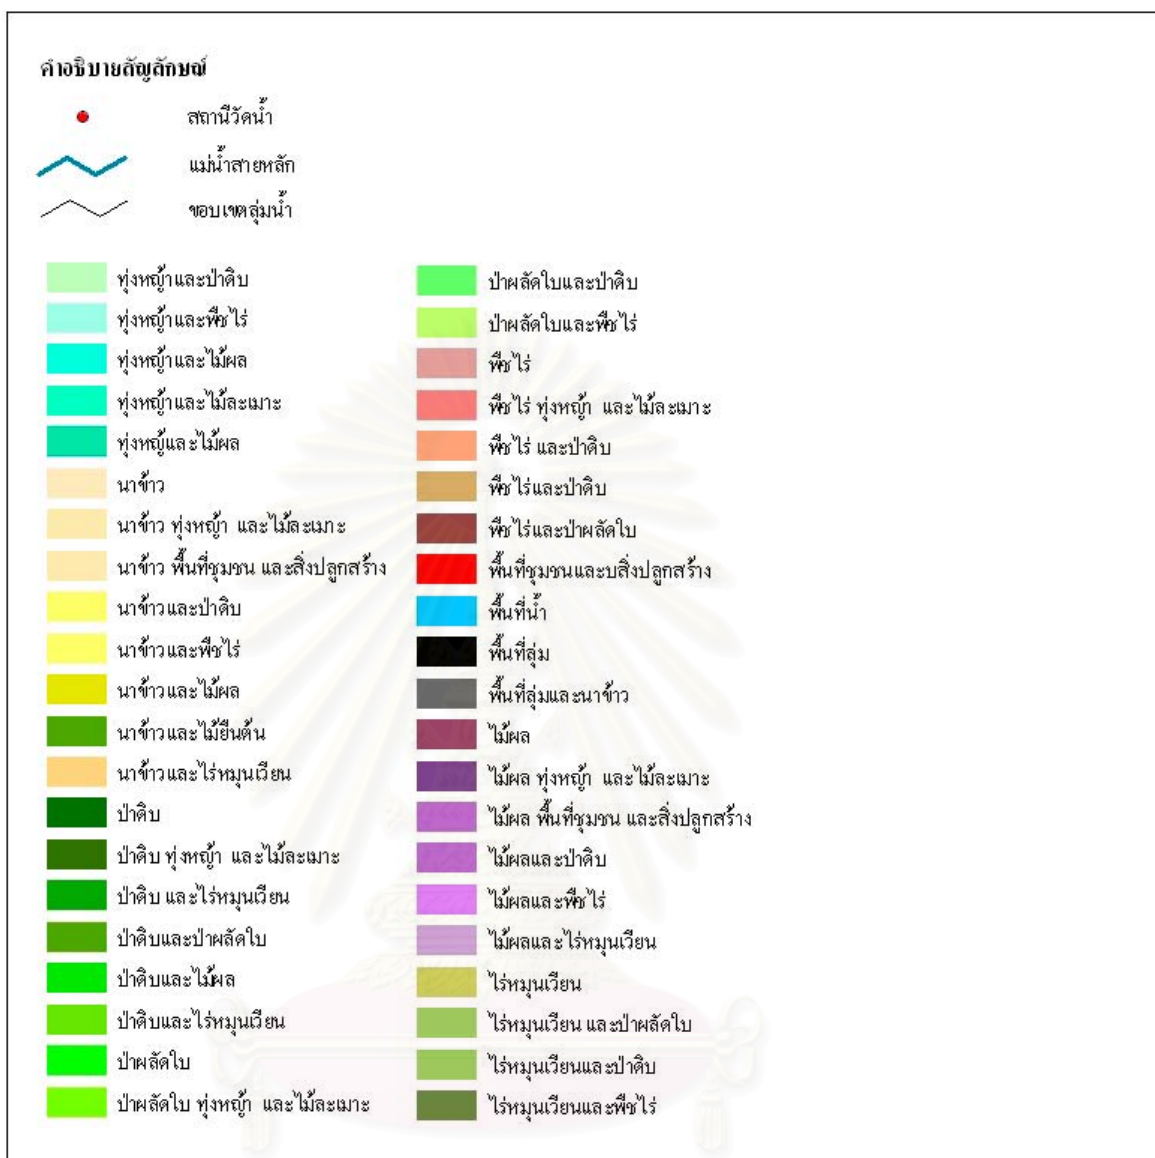 คำอธิบายสัญลักษณ์
สถานีวัดน้ำ
แม่น้ำสายหลัก
ขอบเขตลุ่มน้ำ
ทุ่งหญ้าและป่าดิบ
ทุ่งหญ้าและพืชไร่
ทุ่งหญ้าและไม้ผล
ทุ่งหญ้าและไม้ละเมาะ
ทุ่งหญ้และไม้ผล
นาข้าว
นาข้าว ทุ่งหญ้า และไม้ละเมาะ
นาข้าว พื้นที่ชุมชน และสิ่งปลูกสร้าง
นาข้าวและป่าดิบ
นาข้าวและพืชไร่
นาข้าวและไม้ผล
นาข้าวและไม้ยืนต้น
นาข้าวและไร่หมุนเวียน
ป่าดิบ
ป่าดิบ ทุ่งหญ้า และไม้ละเมาะ
ป่าดิบ และไร่หมุนเวียน
ป่าดิบและป่าผลัดใบ
ป่าดิบและไม้ผล
ป่าดิบและไร่หมุนเวียน
ป่าผลัดใบ
ป่าผลัดใบ ทุ่งหญ้า และไม้ละเมาะ
ป่าผลัดใบและป่าดิบ
ป่าผลัดใบและพืชไร่
พืชไร่
พืชไร่ ทุ่งหญ้า และไม้ละเมาะ
พืชไร่ และป่าดิบ
พืชไร่และป่าดิบ
พืชไร่และป่าผลัดใบ
พื้นที่ชุมชนและบสิ่งปลูกสร้าง
พื้นที่น้ำ
พื้นที่ลุ่ม
พื้นที่ลุ่มและนาข้าว
ไม้ผล
ไม้ผล ทุ่งหญ้า และไม้ละเมาะ
ไม้ผล พื้นที่ชุมชน และสิ่งปลูกสร้าง
ไม้ผลและป่าดิบ
ไม้ผลและพืชไร่
ไม้ผลและไร่หมุนเวียน
ไร่หมุนเวียน
ไร่หมุนเวียน และป่าผลัดใบ
ไร่หมุนเวียนและป่าดิบ
ไร่หมุนเวียนและพืชไร่